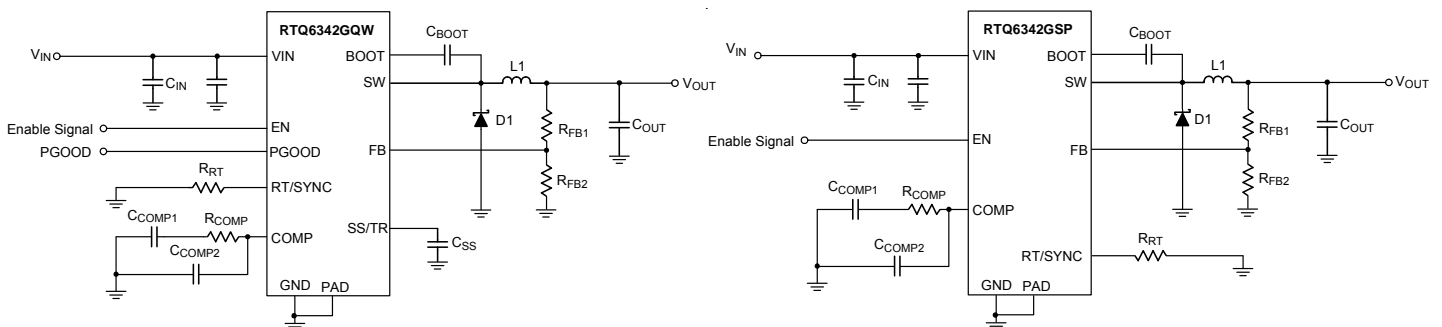 RTQ6342GQW
VIN
CIN
VIN
BOOT
CBOOT
SW
L1
VOUT
Enable Signal
EN
PGOOD
PGOOD
FB
D1
RFB1
RFB2
COUT
RRT
RT/SYNC
CCOMP1
RCOMP
CCOMP2
COMP
SS/TR
CSS
GND
PAD
RTQ6342GSP
VIN
CIN
VIN
BOOT
CBOOT
SW
L1
VOUT
Enable Signal
EN
FB
D1
RFB1
RFB2
COUT
CCOMP1
RCOMP
CCOMP2
COMP
RT/SYNC
RRT
GND
PAD